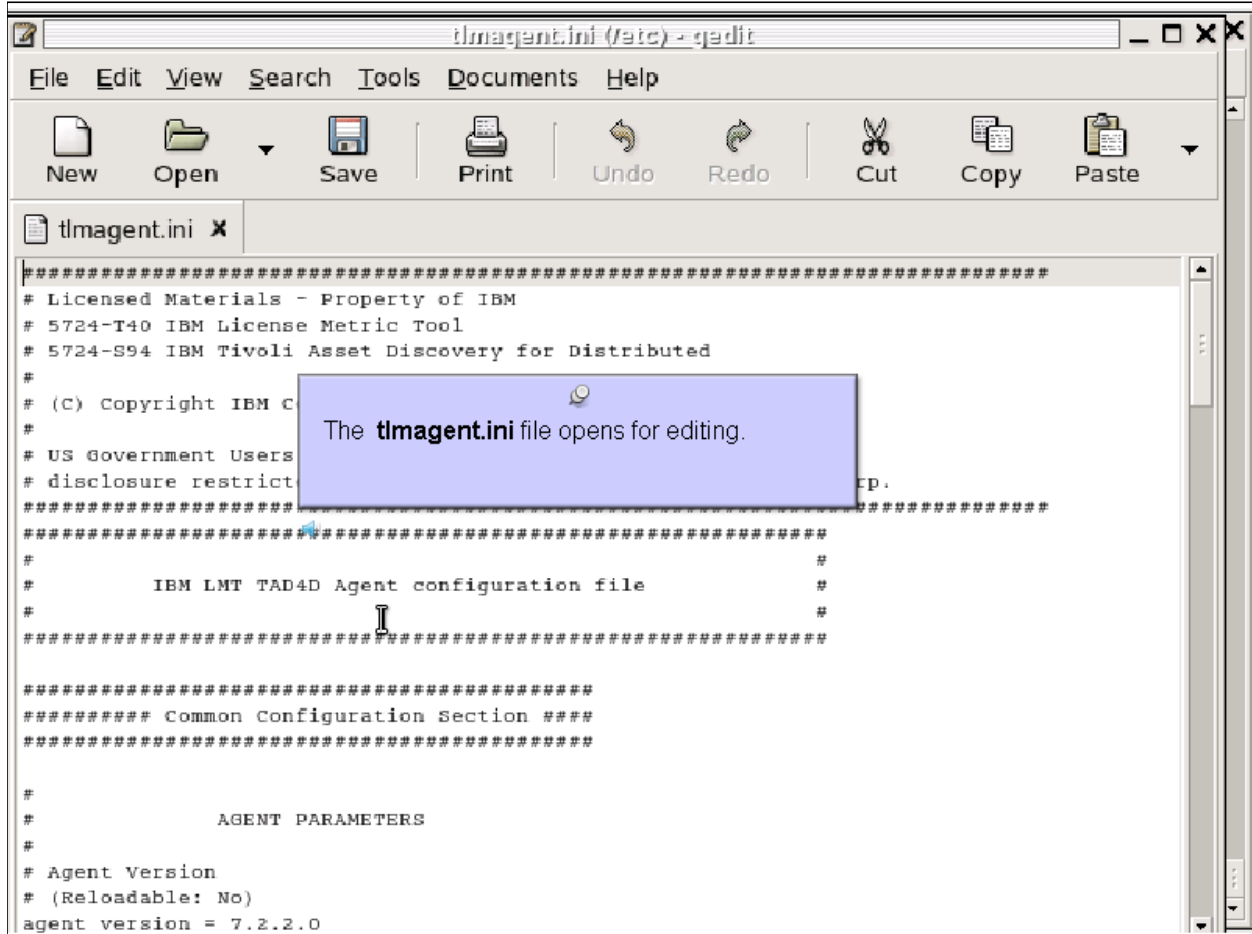 tlmagent.ini (/etc) - gedit
File Edit View Search Tools Documents Help
New Open Save Print Undo Redo Cut Copy Paste
tlmagent.ini
################################################################################
# Licensed Materials - Property of IBM
# 5724-T40 IBM License Metric Tool
# 5724-S94 IBM Tivoli Asset Discovery for Distributed
#
# (C) Copyright IBM
#
# US Government Users
# disclosure rp.
The tlmagent.ini file opens for editing.
################################################################################
###############################################################
# #
# IBM LMT TAD4D Agent configuration file #
# #
###############################################################
############################################
########## Common Configuration Section ####
############################################
#
# AGENT PARAMETERS
#
# Agent Version
# (Reloadable: No)
agent version = 7.2.2.0